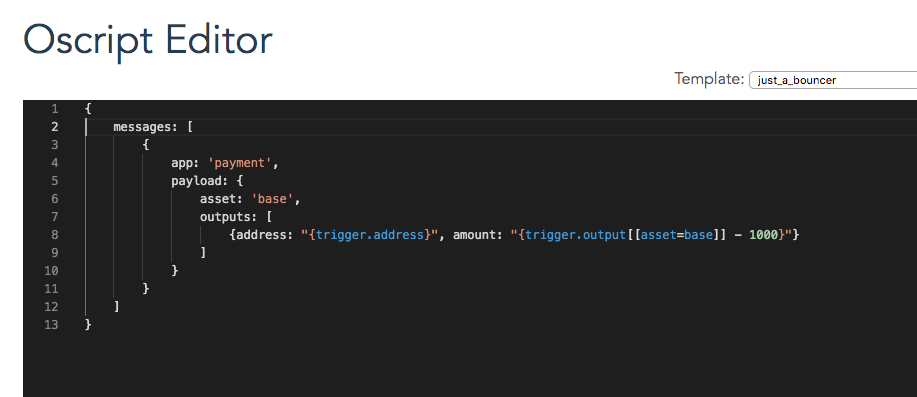 Oscript Editor
Template: just_a_bouncer
1 {
2 messages: [
3 {
4 app: 'payment',
5 payload: {
6 asset: 'base',
7 outputs: [
8 {address: "{trigger.address}", amount: "{trigger.output[[asset=base]] - 1000}"}
9 ]
10 }
11 }
12 ]
13 }